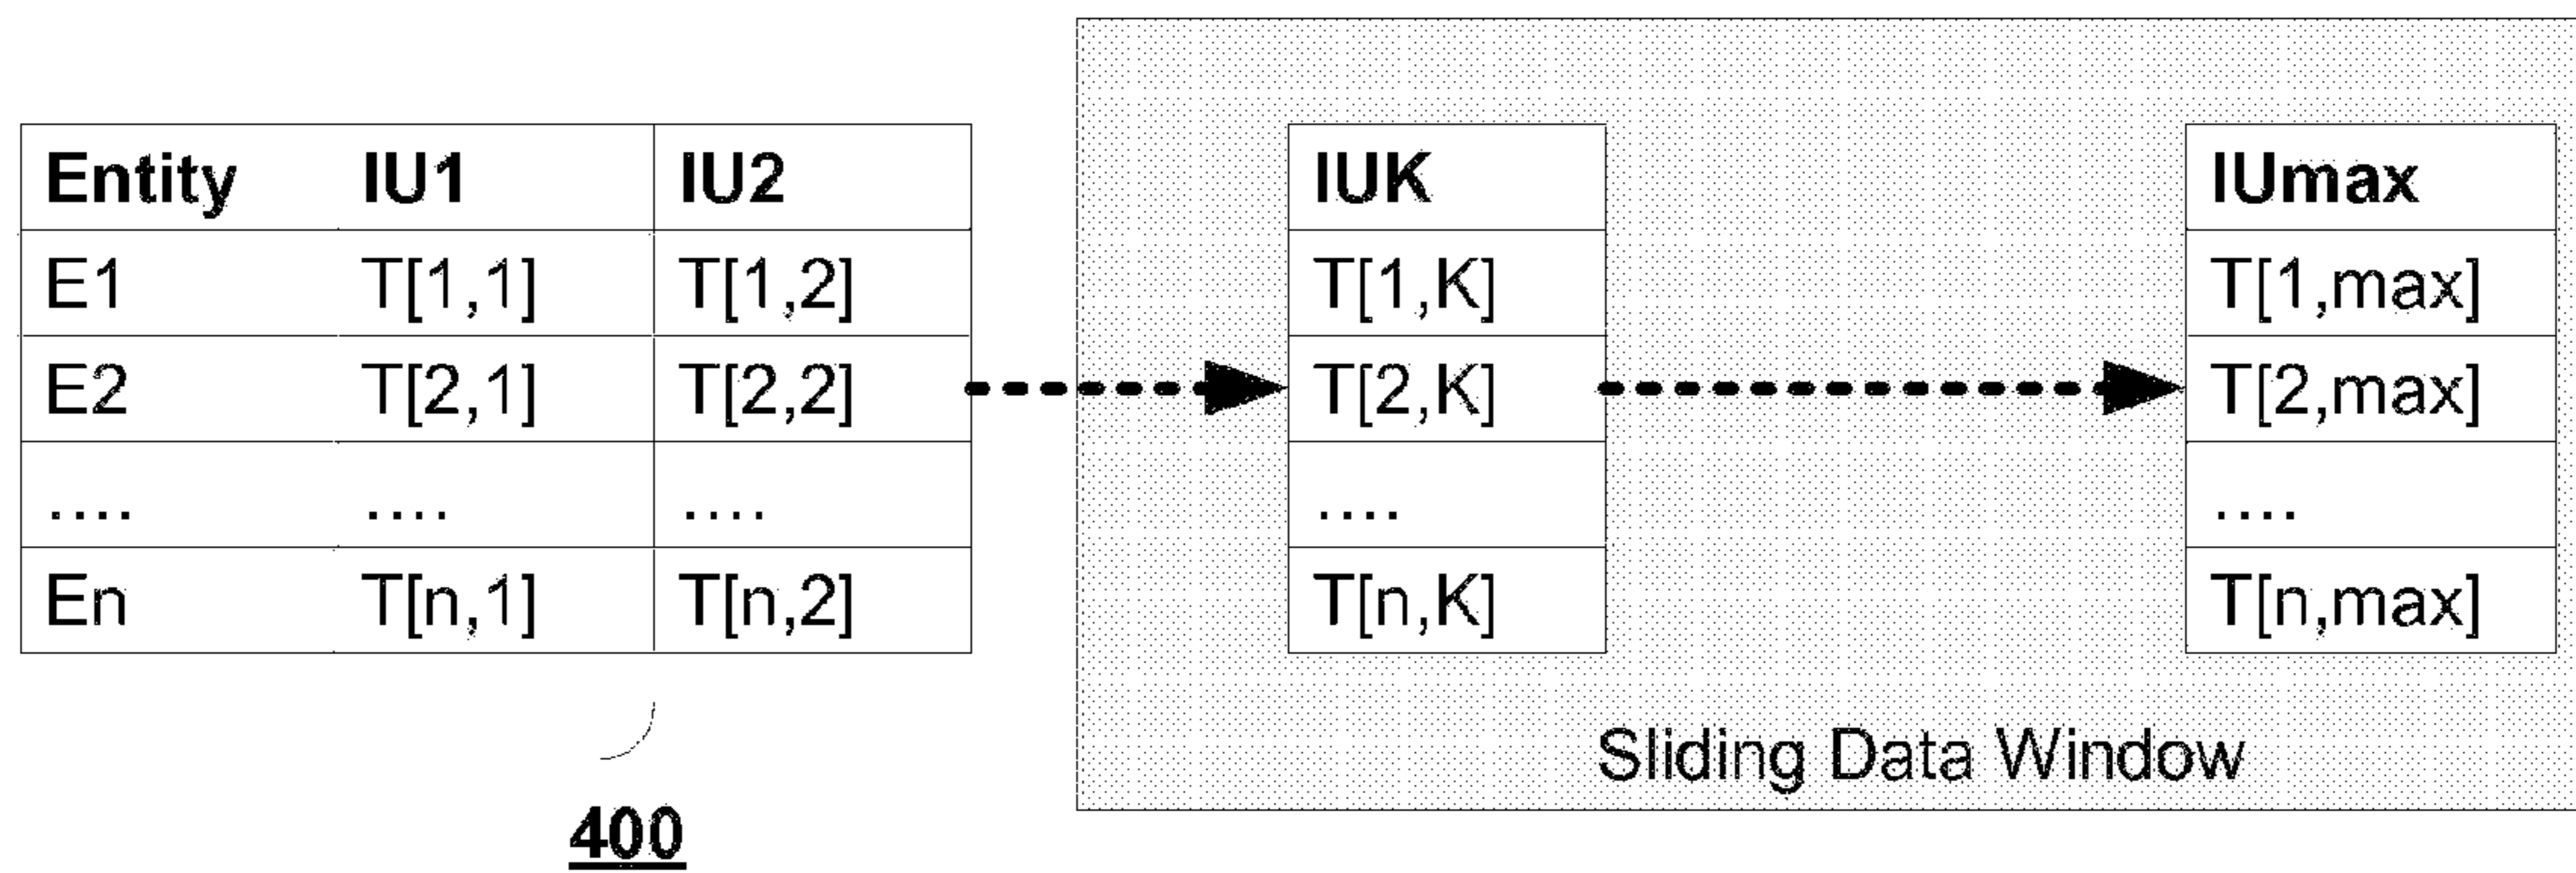 Entity IU1 IU2 IUK IUmax
E1 T[1,1] T[1,2] T[1,K] T[1,max]
E2 T[2,1] T[2,2] T[2,K] T[2,max]
.... .... .... .... ....
En T[n,1] T[n,2] T[n,K] T[n,max]
Sliding Data Window
400